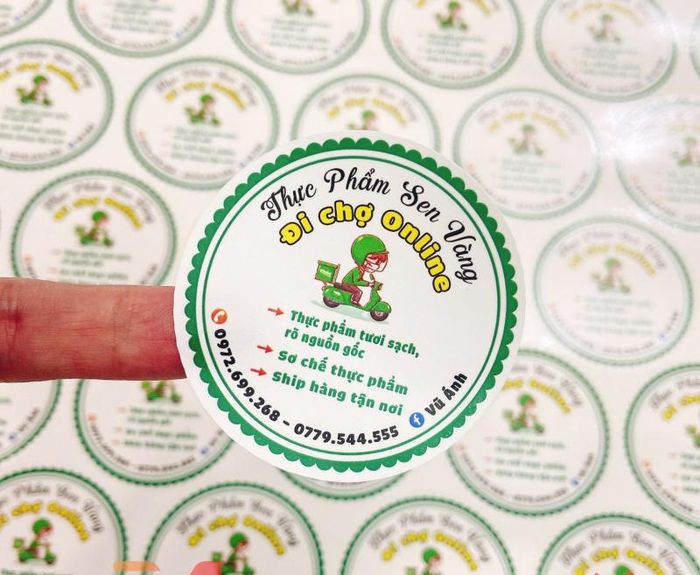 Thực Phẩm Sen Vàng
Đi chợ Online
Thực phẩm tươi sạch,
rõ nguồn gốc
Sơ chế thực phẩm
Ship hàng tận nơi
0972.699.268 - 0779.544.555 Vũ Ánh